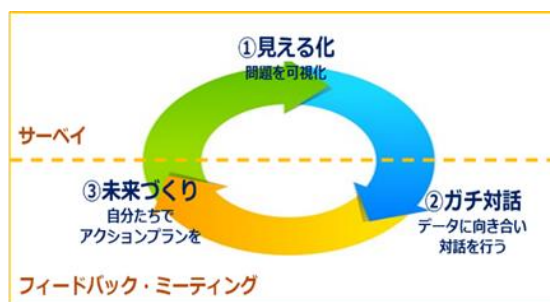 ①見える化
問題を可視化
サーベイ
③未来づくり
自分たちで
アクションプランを
②ガチ対話
データに向き合い
対話を行う
フィードバック・ミーティング